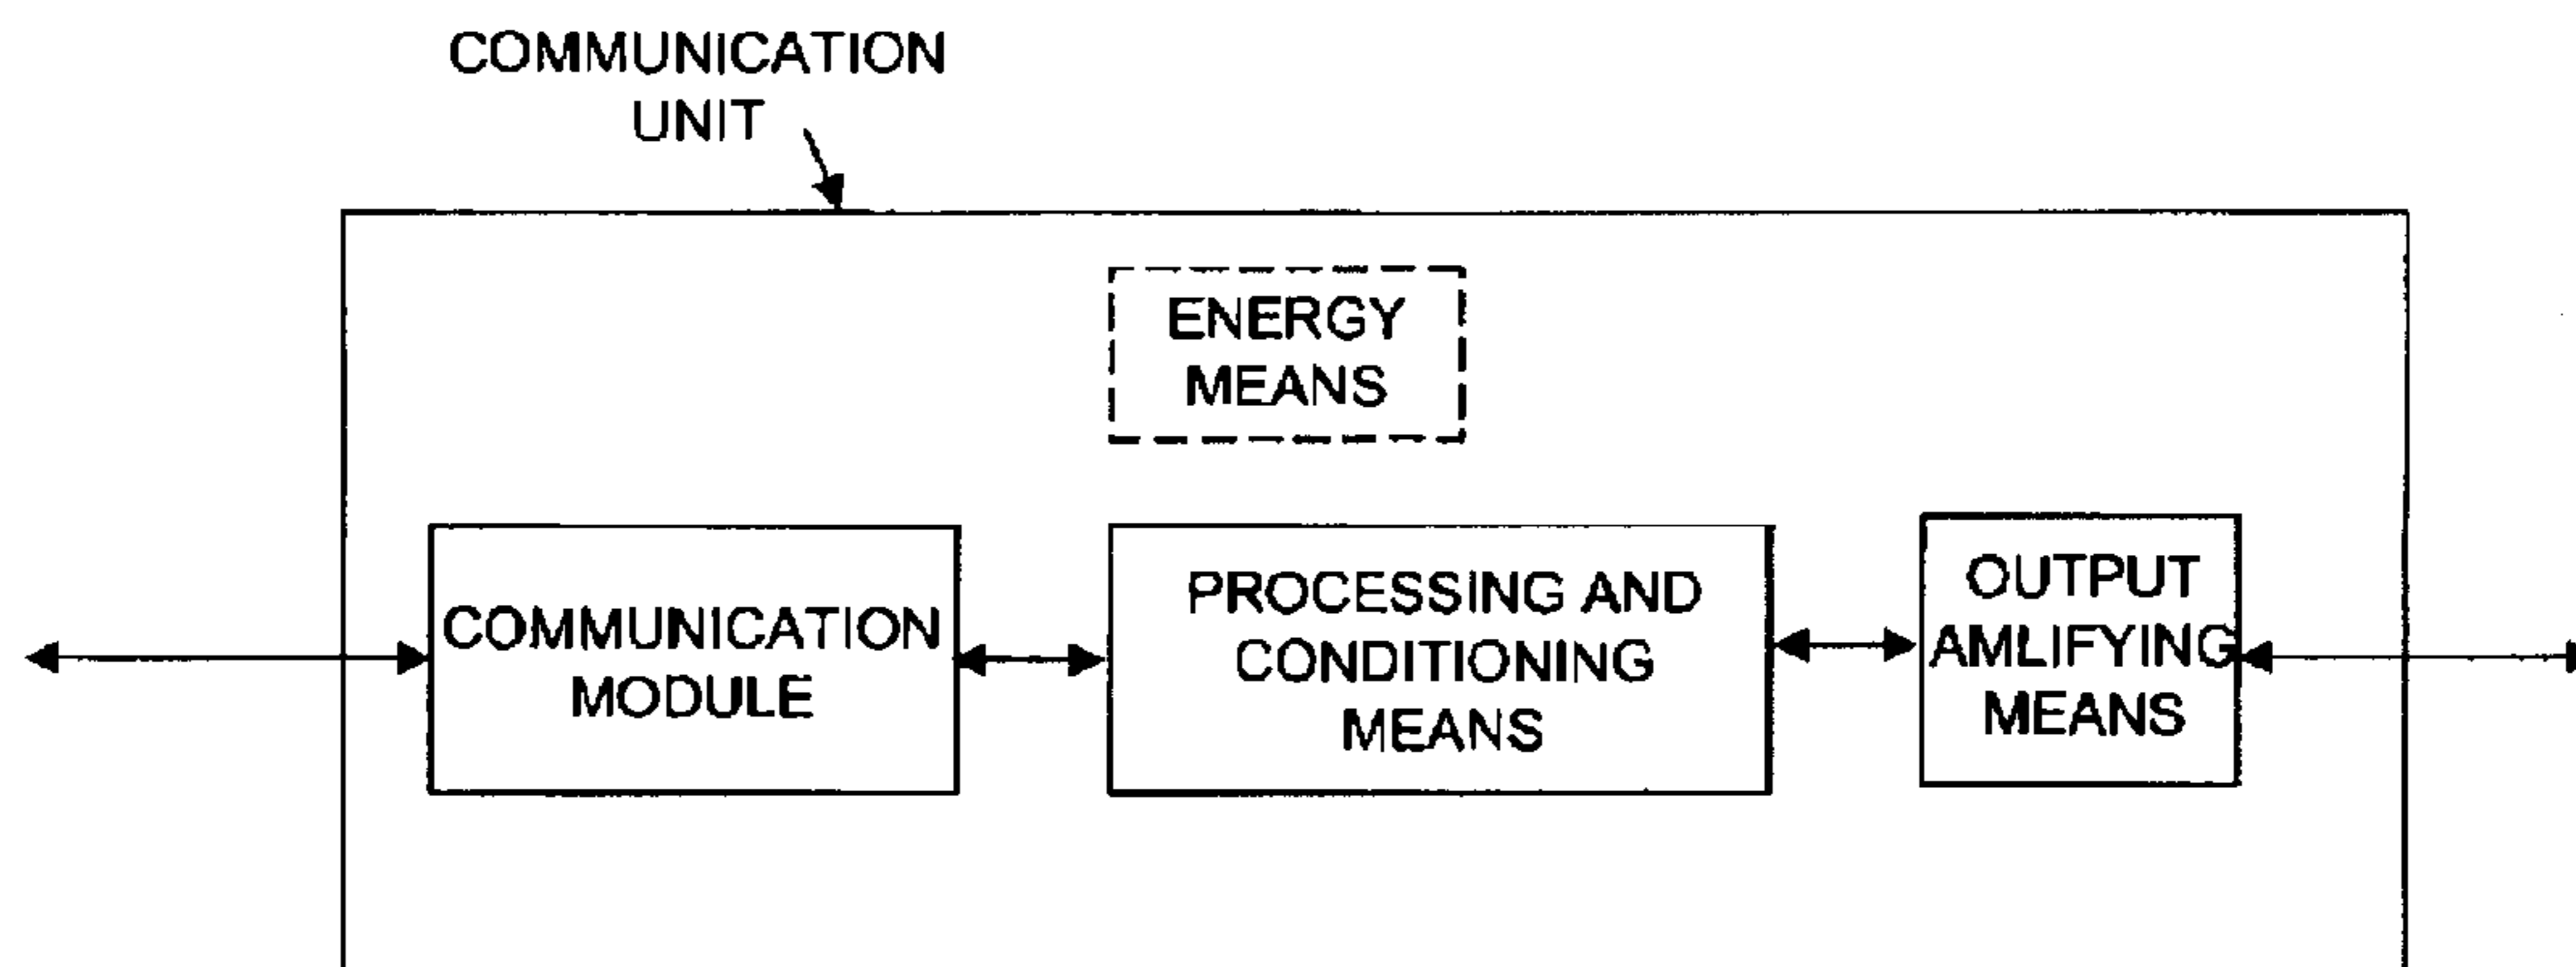 COMMUNICATION
UNIT
ENERGY
MEANS
COMMUNICATION
MODULE
PROCESSING AND
CONDITIONING
MEANS
OUTPUT
AMLIFYING
MEANS